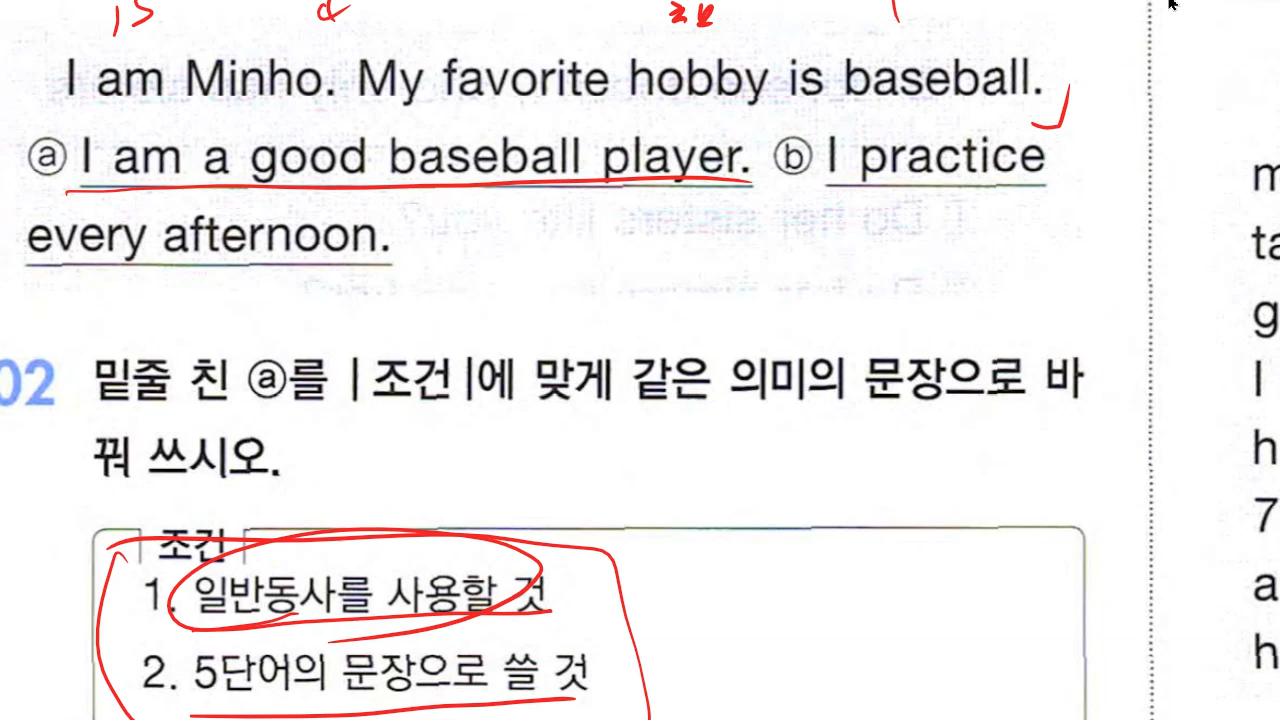 I am Minho. My favorite hobby is baseball.
ⓐ I am a good baseball player. ⓑ I practice
every afternoon.
02 밑줄 친 ⓐ를 |조건|에 맞게 같은 의미의 문장으로 바
꿔 쓰시오.
조건
1. 일반동사를 사용할 것
2. 5단어의 문장으로 쓸 것
m
ta
g
I
h
7
a
h